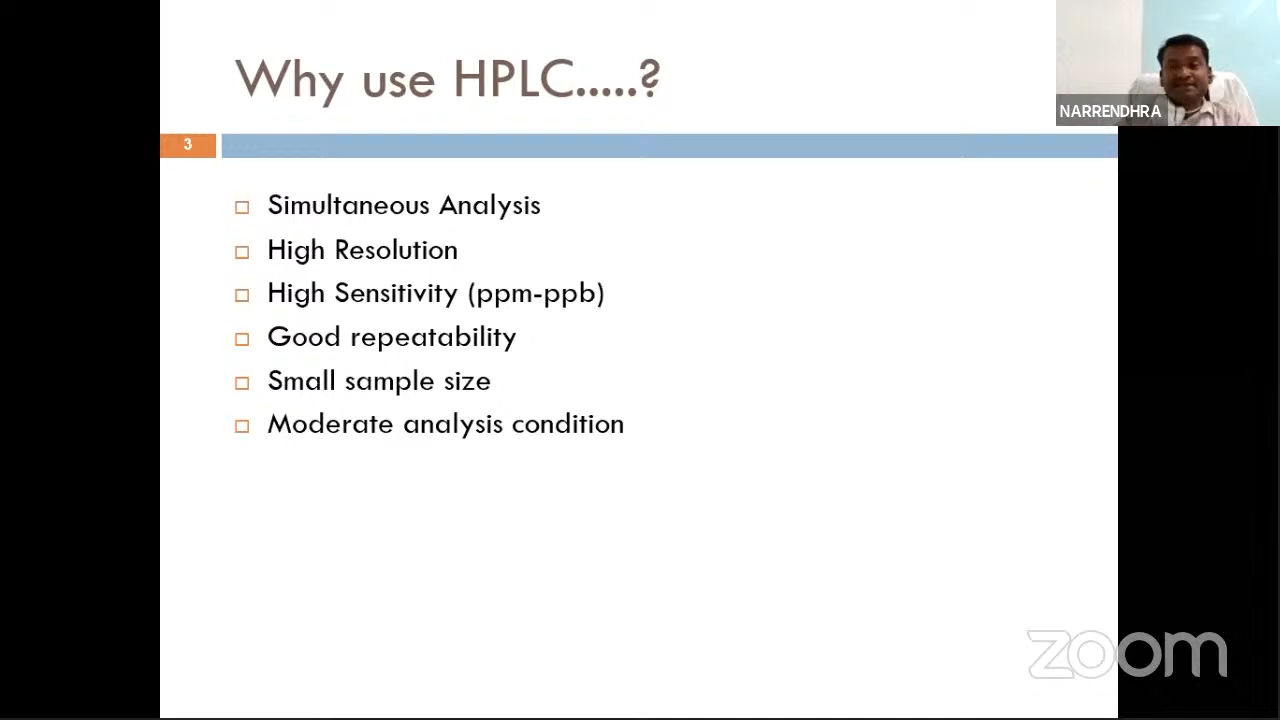 Why use HPLC.....?
NARRENDHRA
3
Simultaneous Analysis
High Resolution
High Sensitivity (ppm-ppb)
Good repeatability
Small sample size
Moderate analysis condition
zoom